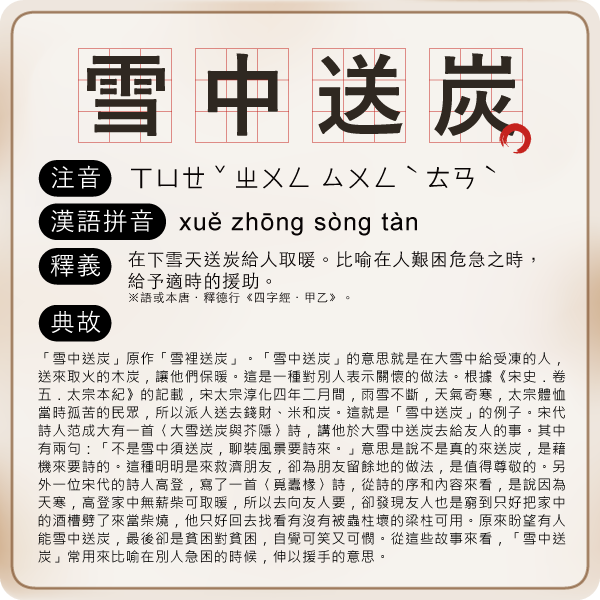 雪中送炭
注音 ㄒㄩㄝˇ ㄓㄨㄥ ㄙㄨㄥˋ ㄊㄢˋ
漢語拼音 xuě zhōng sòng tàn
釋義 在下雪天送炭給人取暖。比喻在人艱困危急之時，
給予適時的援助。
※語或本唐．釋德行《四字經．甲乙》。
典故
「雪中送炭」原作「雪裡送炭」。「雪中送炭」的意思就是在大雪中給受凍的人，
送來取火的木炭，讓他們保暖。這是一種對別人表示關懷的做法。根據《宋史．卷
五．太宗本紀》的記載，宋太宗淳化四年二月間，雨雪不斷，天氣奇寒，太宗體恤
當時孤苦的民眾，所以派人送去錢財、米和炭。這就是「雪中送炭」的例子。宋代
詩人范成大有一首〈大雪送炭與芥隱〉詩，講他於大雪中送炭去給友人的事。其中
有兩句：「不是雪中須送炭，聊裝風景要詩來。」意思是說不是真的來送炭，是藉
機來要詩的。這種明明是來救濟朋友，卻為朋友留餘地的做法，是值得尊敬的。另
外一位宋代的詩人高登，寫了一首〈覓蠹椽〉詩，從詩的序和內容來看，是說因為
天寒，高登家中無薪柴可取暖，所以去向友人要，卻發現友人也是窮到只好把家中
的酒槽劈了來當柴燒，他只好回去找看有沒有被蟲柱壞的梁柱可用。原來盼望有人
能雪中送炭，最後卻是貧困對貧困，自覺可笑又可憫。從這些故事來看，「雪中送
炭」常用來比喻在別人急困的時候，伸以援手的意思。